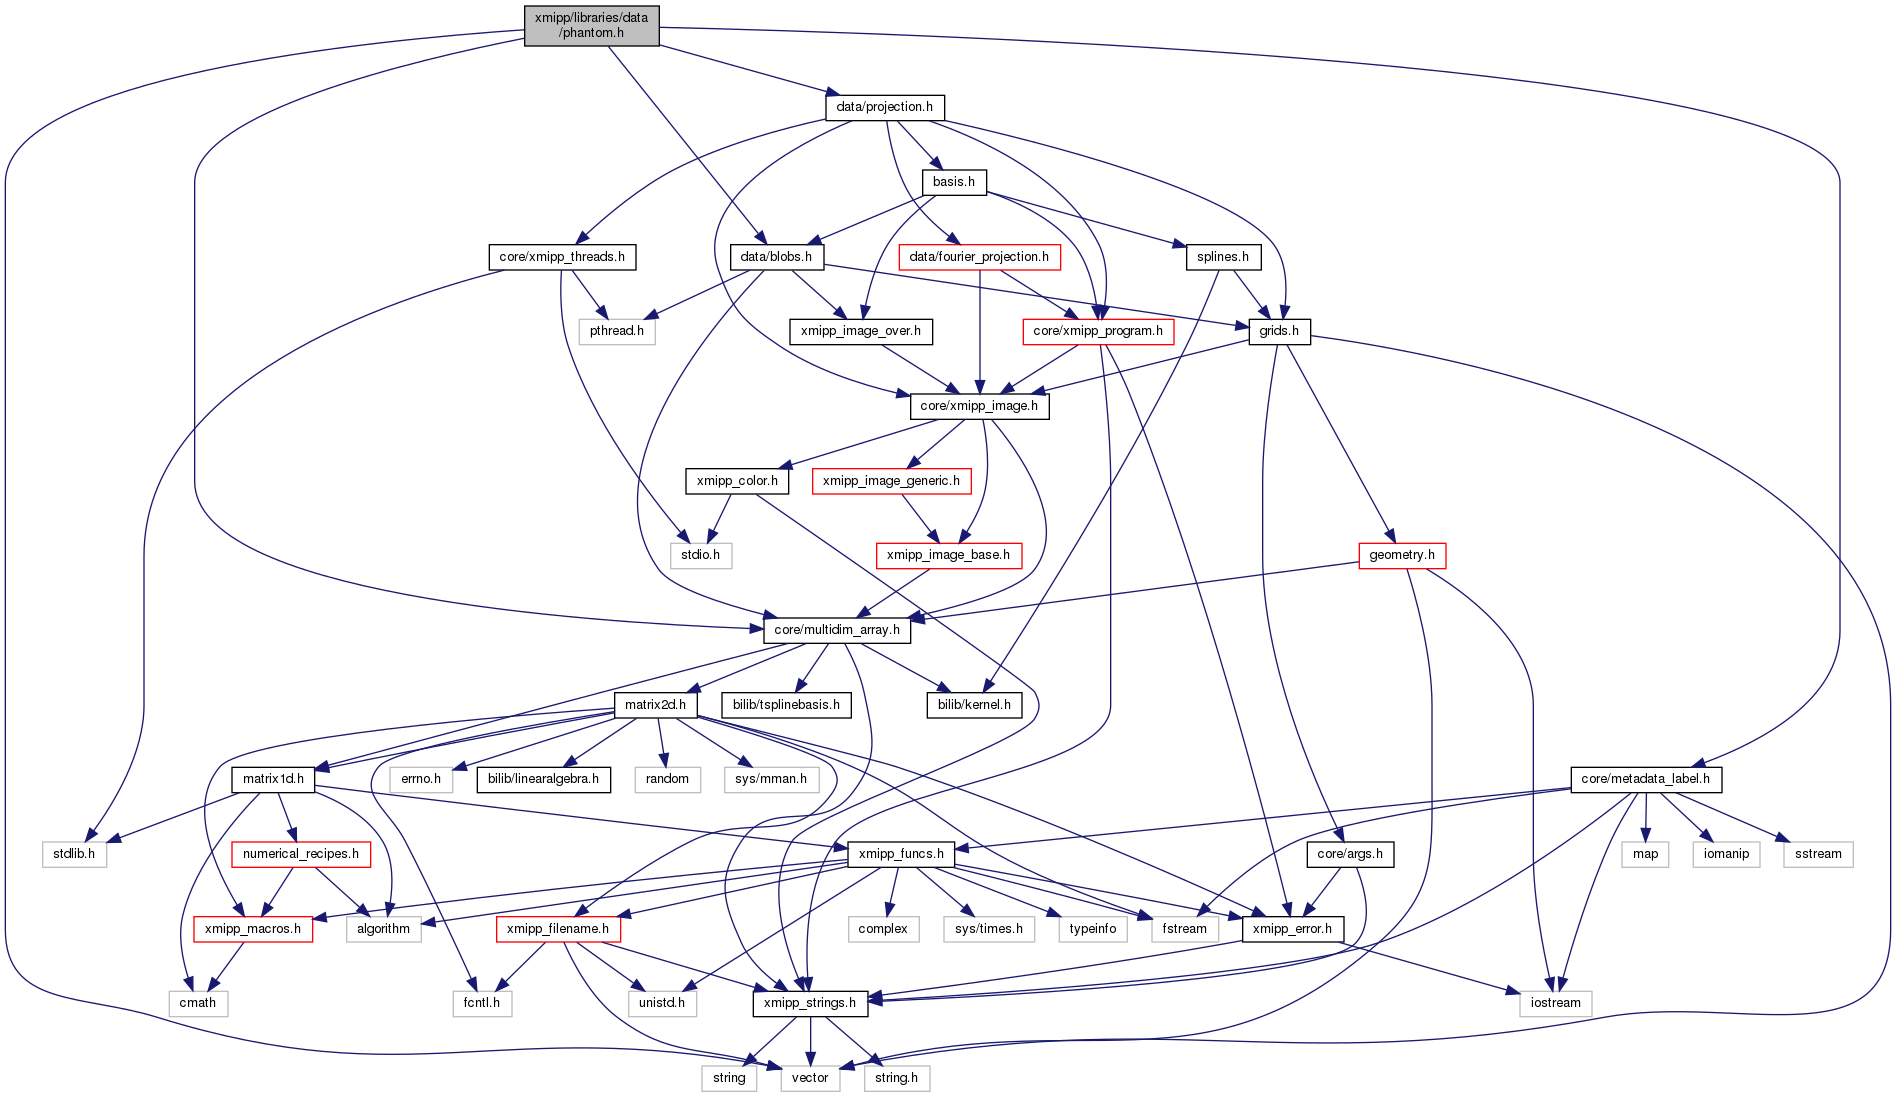 xmipp/libraries/data
/phantom.h
data/projection.h
basis.h
core/xmipp_threads.h
data/blobs.h
data/fourier_projection.h
splines.h
pthread.h
xmipp_image_over.h
core/xmipp_program.h
grids.h
core/xmipp_image.h
xmipp_color.h
xmipp_image_generic.h
stdio.h
xmipp_image_base.h
geometry.h
core/multidim_array.h
matrix2d.h
bilib/tsplinebasis.h
bilib/kernel.h
matrix1d.h
errno.h
bilib/linearalgebra.h
random
sys/mman.h
core/metadata_label.h
stdlib.h
numerical_recipes.h
xmipp_funcs.h
core/args.h
map
iomanip
sstream
xmipp_macros.h
algorithm
xmipp_filename.h
complex
sys/times.h
typeinfo
fstream
xmipp_error.h
cmath
fcntl.h
unistd.h
xmipp_strings.h
iostream
string
vector
string.h